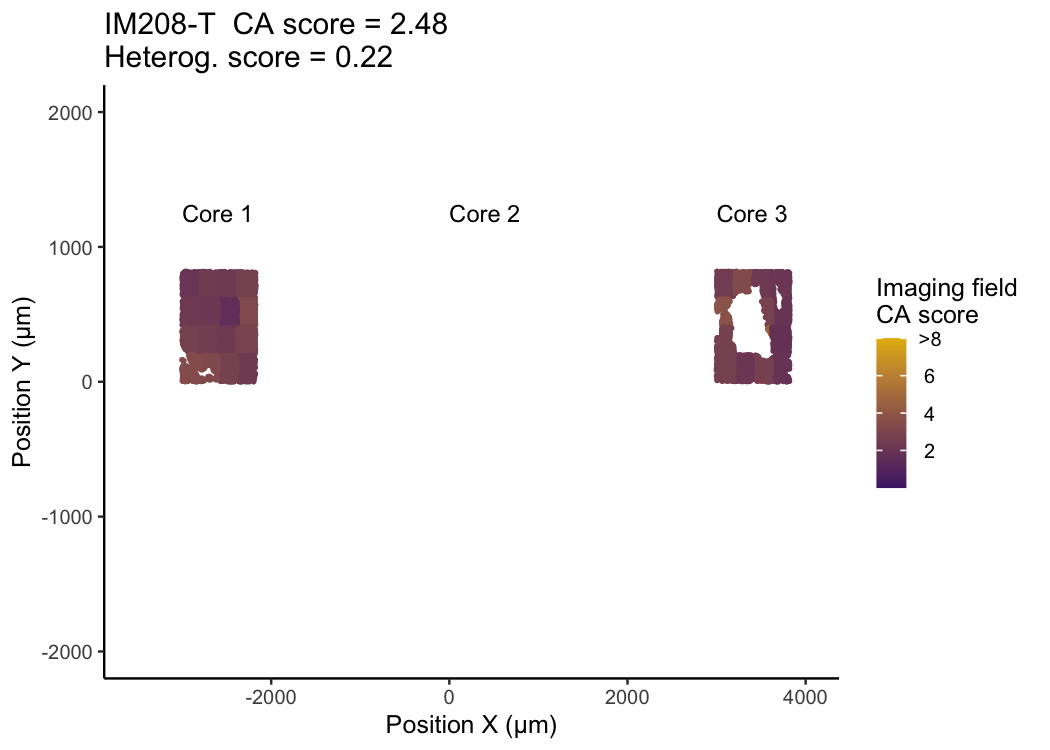 IM208-T  CA score = 2.48
Heterog. score = 0.22
Position Y (µm)
2000
1000
0
-1000
-2000
Core 1
Core 2
Core 3
-2000
0
2000
4000
Position X (µm)
Imaging field
CA score
>8
6
4
2